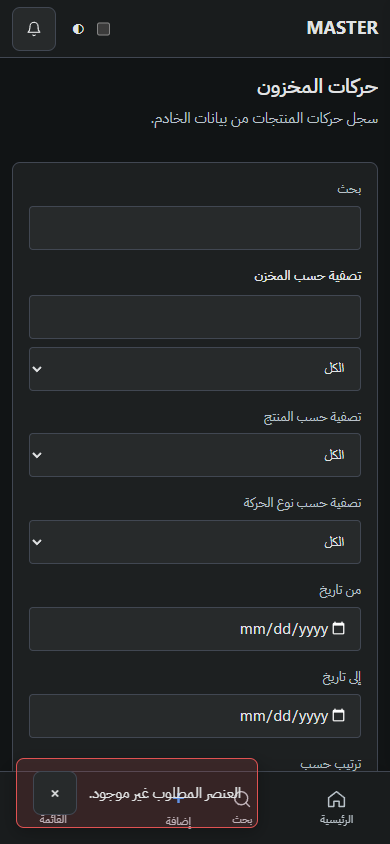 MASTER
حركات المخزون
سجل حركات المنتجات من بيانات الخادم.
بحث
تصفية حسب المخزن
الكل
تصفية حسب المنتج
الكل
تصفية حسب نوع الحركة
الكل
من تاريخ
mm/dd/yyyy
إلى تاريخ
mm/dd/yyyy
ترتيب حسب
العنصر المطلوب غير موجود.
×
الرئيسية
بحث
إضافة
القائمة